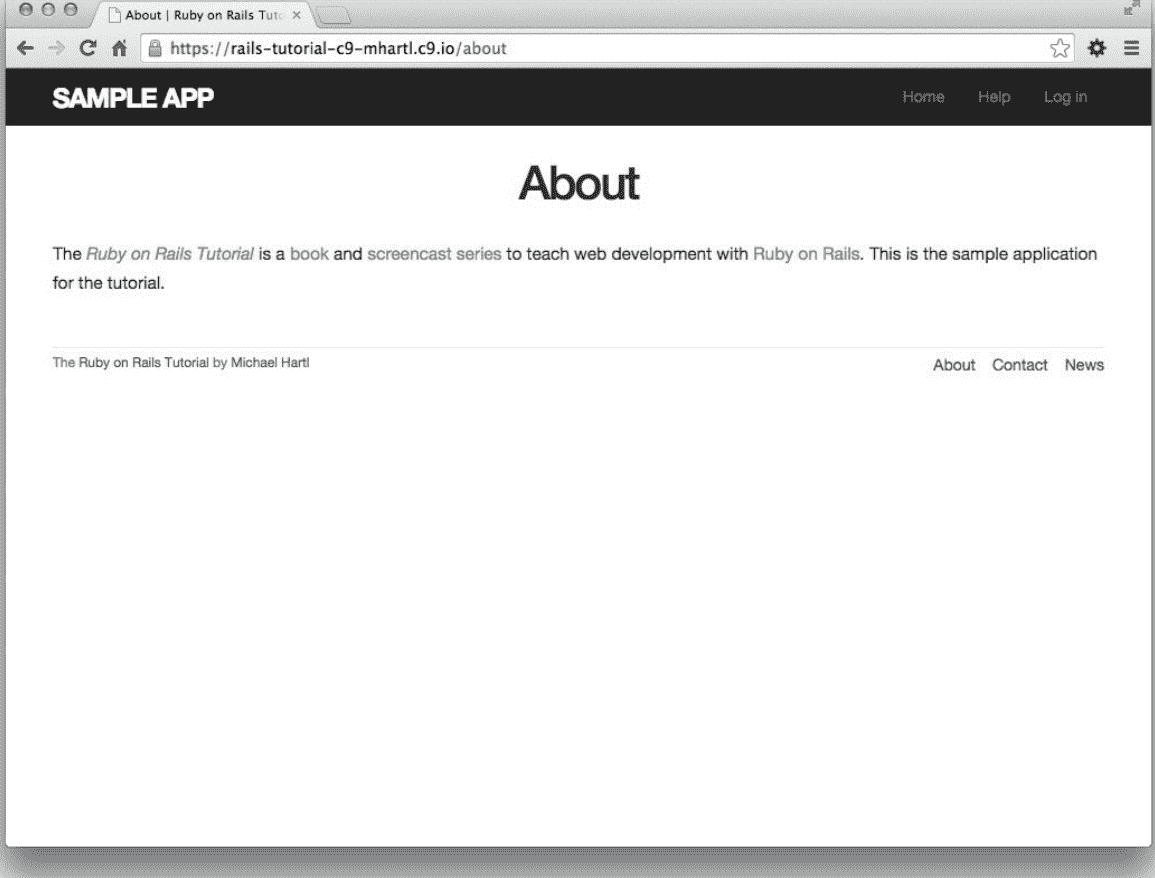 About | Ruby on Rails Tuto
https://rails-tutorial-c9-mhartl.c9.io/about
SAMPLE APP
Home Help Log in
About
The Ruby on Rails Tutorial is a book and screencast series to teach web development with Ruby on Rails. This is the sample application
for the tutorial.
The Ruby on Rails Tutorial by Michael Hartl
About Contact News